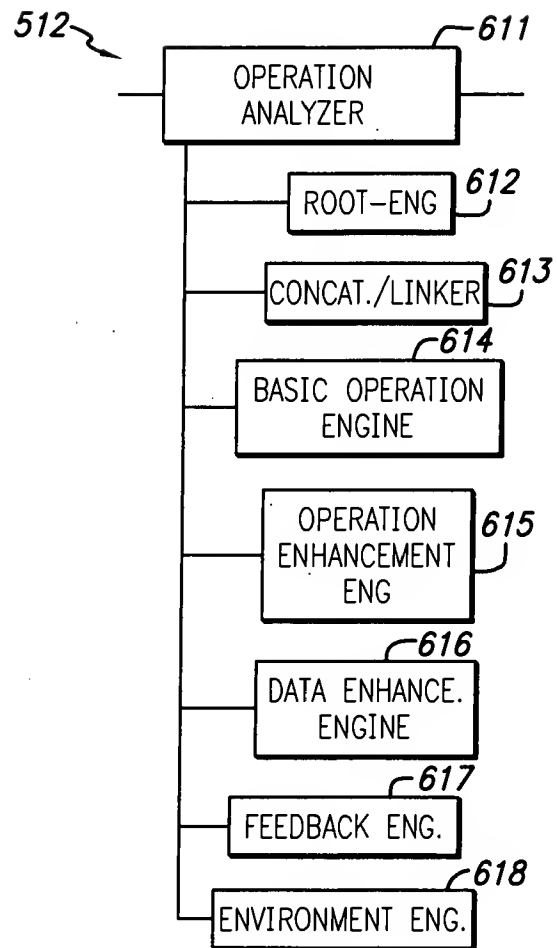 512
611
OPERATION
ANALYZER
ROOT-ENG
612
CONCAT./LINKER
613
614
BASIC OPERATION
ENGINE
OPERATION
ENHANCEMENT
ENG
615
616
DATA ENHANCE.
ENGINE
617
FEEDBACK ENG.
618
ENVIRONMENT ENG.